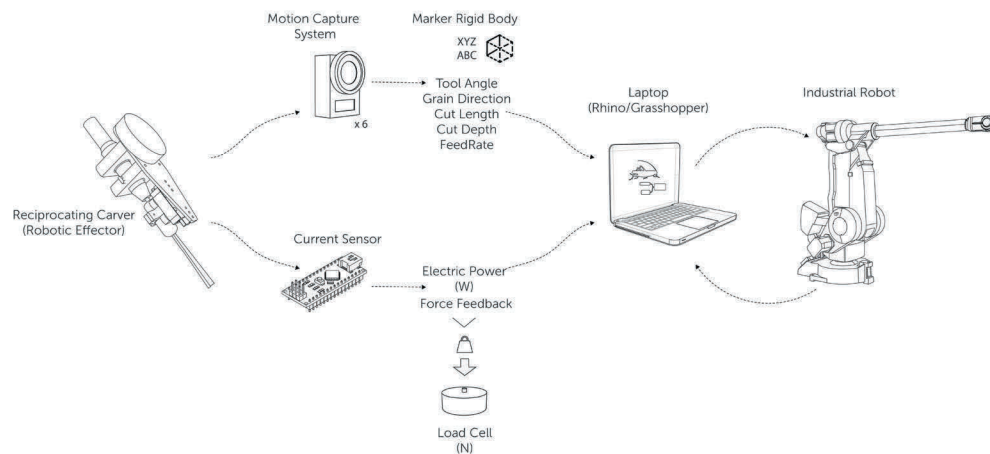 Motion Capture
System
x 6
Marker Rigid Body
XYZ
ABC
Tool Angle
Grain Direction
Cut Length
Cut Depth
FeedRate
Laptop
(Rhino/Grasshopper)
Industrial Robot
Reciprocating Carver
(Robotic Effector)
Current Sensor
Electric Power
(W)
Force Feedback
Load Cell
(N)